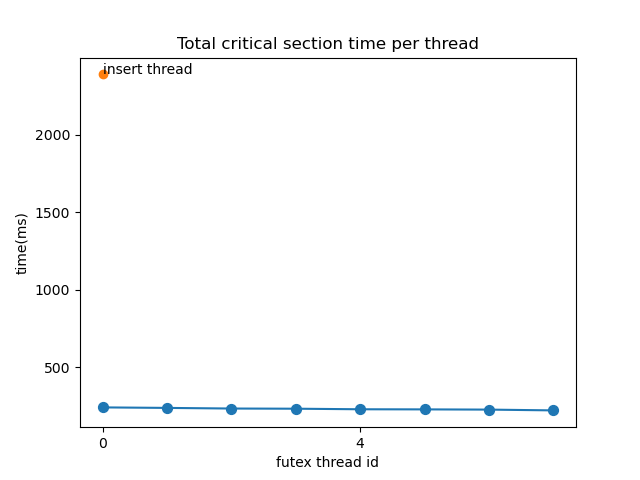 Total critical section time per thread
insert thread
time(ms)
2000
1500
1000
500
0
4
futex thread id